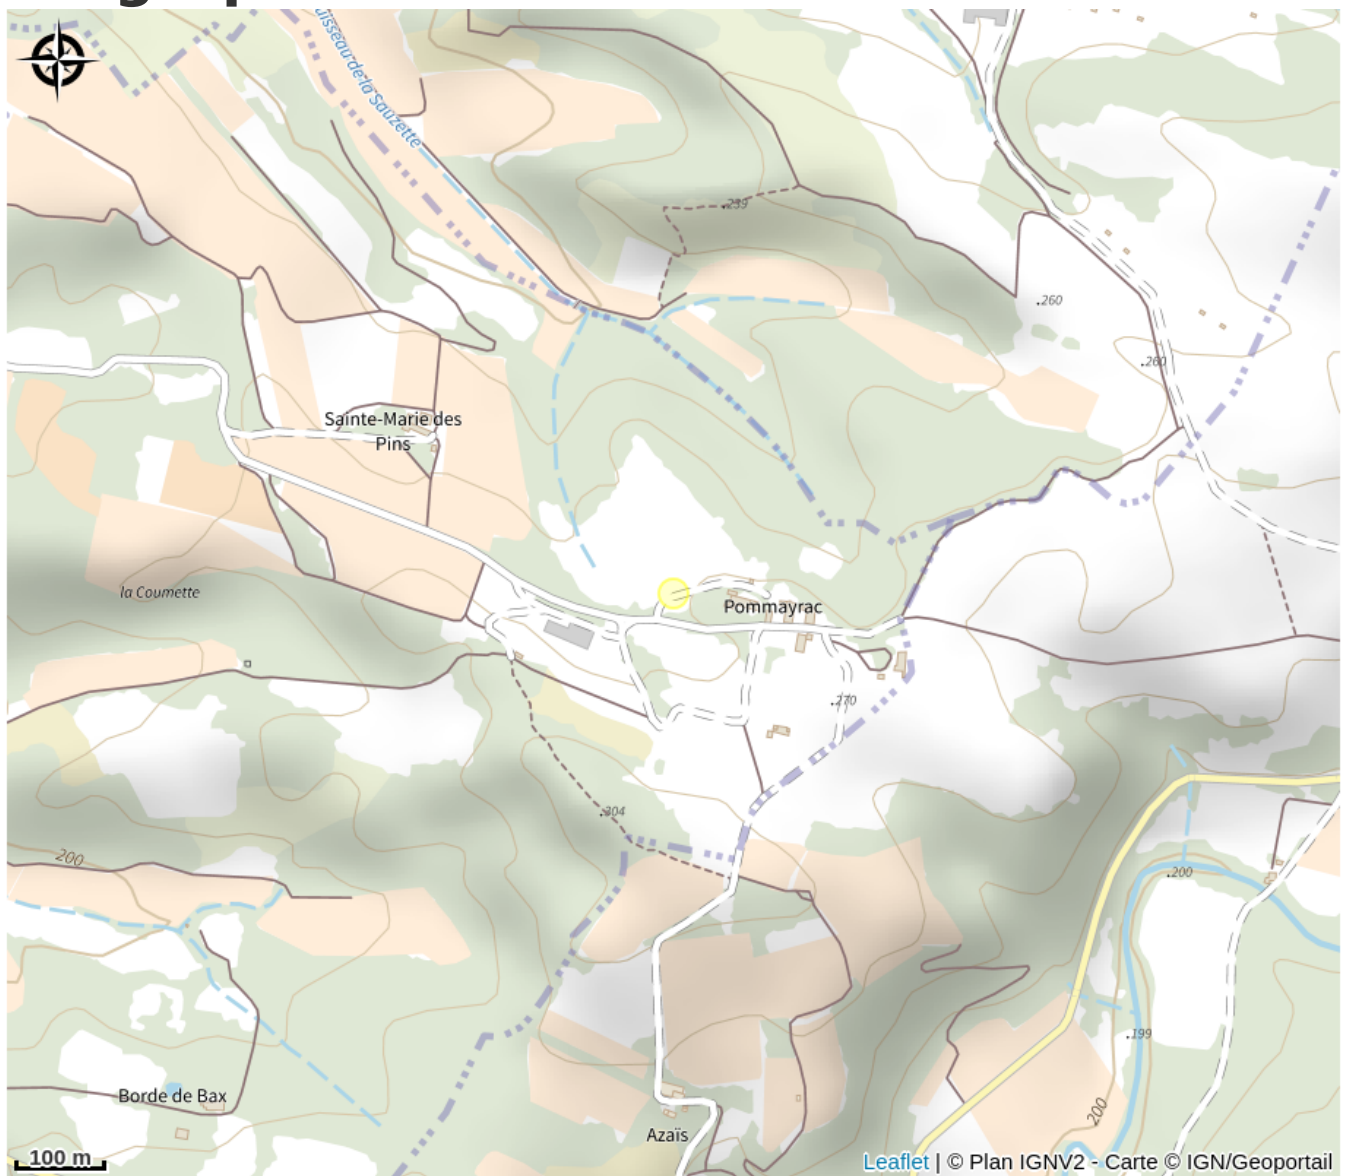 Ruisseau de la Sauzette
.239
.260
.260
Sainte-Marie des
Pins
la Coumette
Pommayrac
.270
.304
200
.200
.199
200
Borde de Bax
Azaïs
100 m
Leaflet | © Plan IGNV2 - Carte © IGN/Geoportail